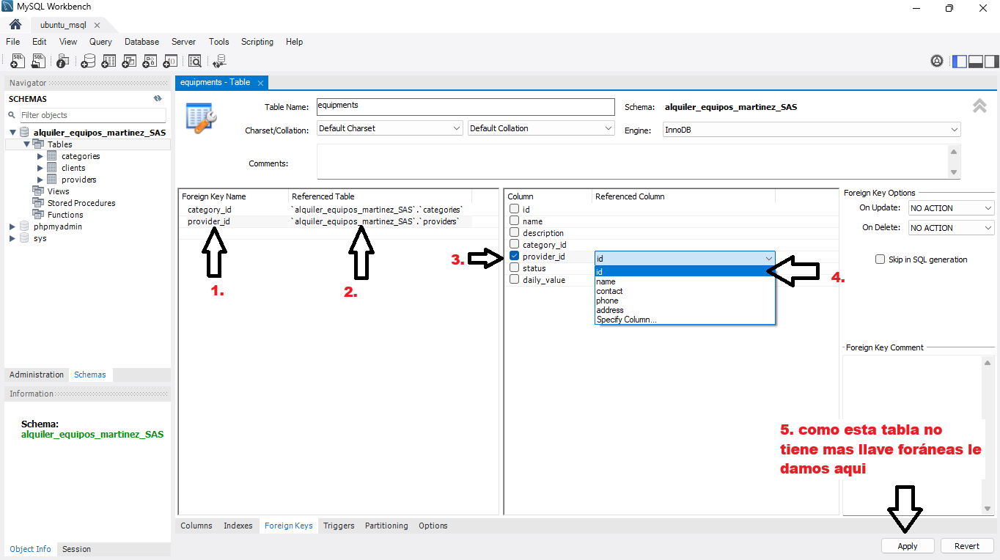 MySQL Workbench
ubuntu_msql
File Edit View Query Database Server Tools Scripting Help
Navigator
SCHEMAS
Filter objects
alquiler_equipos_martinez_SAS
Tables
categories
clients
providers
Views
Stored Procedures
Functions
phpmyadmin
sys
Administration Schemas
Information
Schema:
alquiler_equipos_martinez_SAS
Object Info Session
equipments - Table
Table Name: equipments
Schema: alquiler_equipos_martinez_SAS
Charset/Collation: Default Charset Default Collation
Engine: InnoDB
Comments:
Foreign Key Name Referenced Table
category_id `alquiler_equipos_martinez_SAS`.`categories`
provider_id `alquiler_equipos_martinez_SAS`.`providers`
1.
2.
Column Referenced Column
id
name
description
category_id
3. provider_id id
status
daily_value
id
name
contact
phone
address
Specify Column...
4.
Foreign Key Options
On Update: NO ACTION
On Delete: NO ACTION
Skip in SQL generation
Foreign Key Comment
5. como esta tabla no
tiene mas llave foráneas le
damos aqui
Columns Indexes Foreign Keys Triggers Partitioning Options
Apply Revert